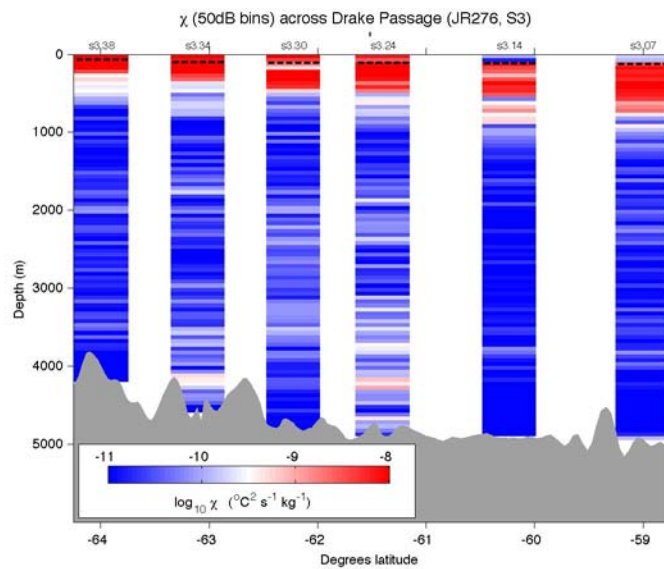 χ (50dB bins) across Drake Passage (JR276, S3)
s3.38 s3.34 s3.30 s3.24 s3.14 s3.07
0
1000
2000
3000
4000
5000
Depth (m)
-11 -10 -9 -8
log10 χ (°C2 s-1 kg-1)
-64 -63 -62 -61 -60 -59
Degrees latitude